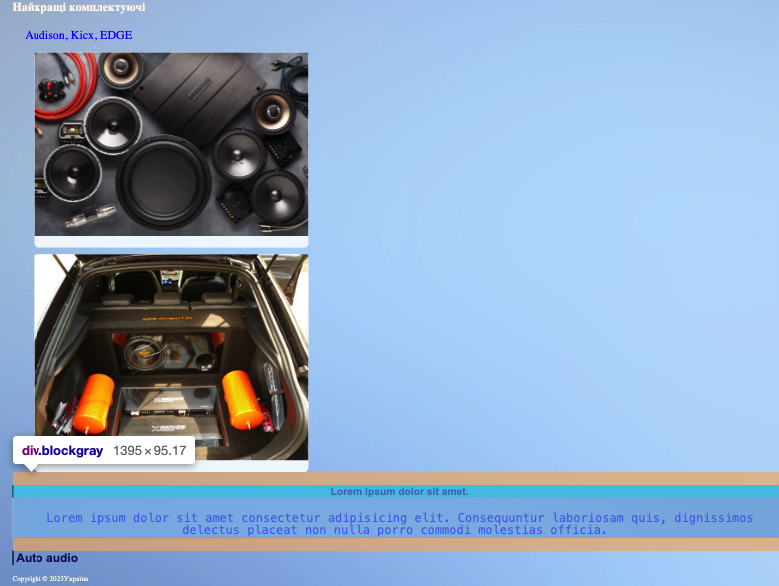 Найкращі комплектуючі
Audison, Kicx, EDGE
div.blockgray 1395 × 95.17
Lorem ipsum dolor sit amet.
Lorem ipsum dolor sit amet consectetur adipisicing elit. Consequuntur laboriosam quis, dignissimos
delectus placeat non nulla porro commodi molestias officia.
Auto audio
Copyright © 2023Україна